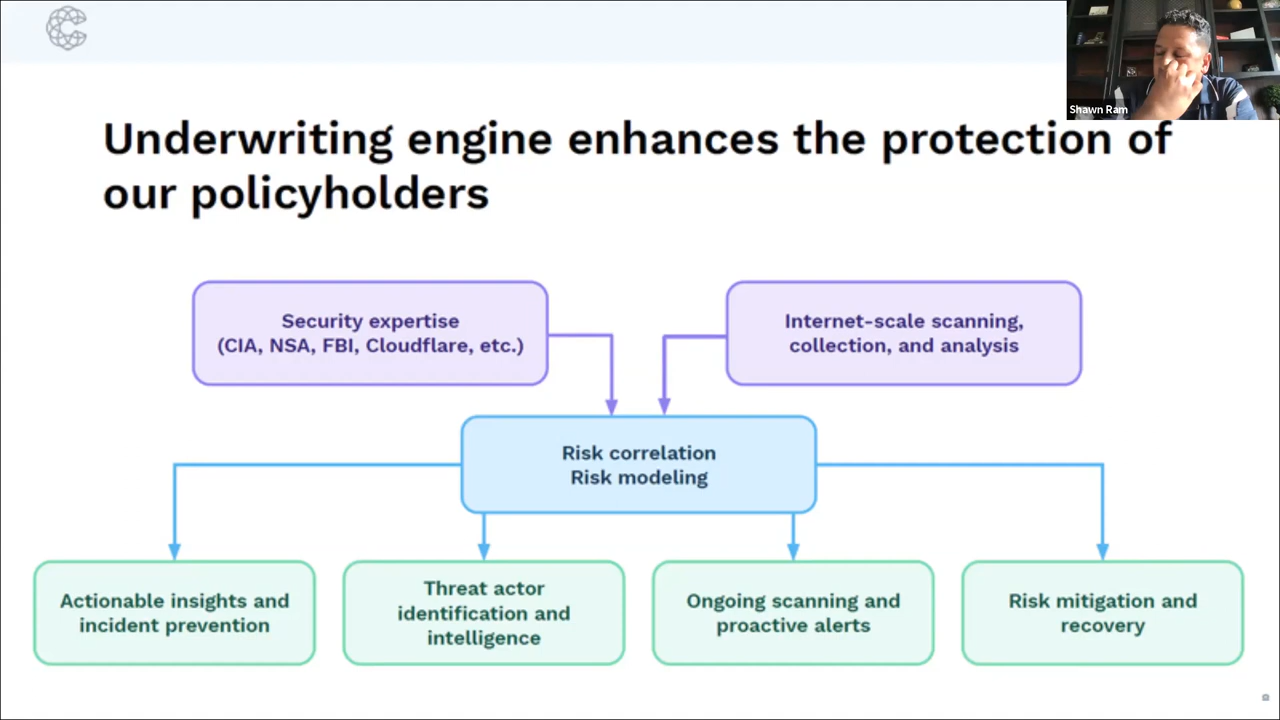 Shawn Ram
Underwriting engine enhances the protection of
our policyholders
Security expertise
(CIA, NSA, FBI, Cloudflare, etc.)
Internet-scale scanning,
collection, and analysis
Risk correlation
Risk modeling
Actionable insights and
incident prevention
Threat actor
identification and
intelligence
Ongoing scanning and
proactive alerts
Risk mitigation and
recovery